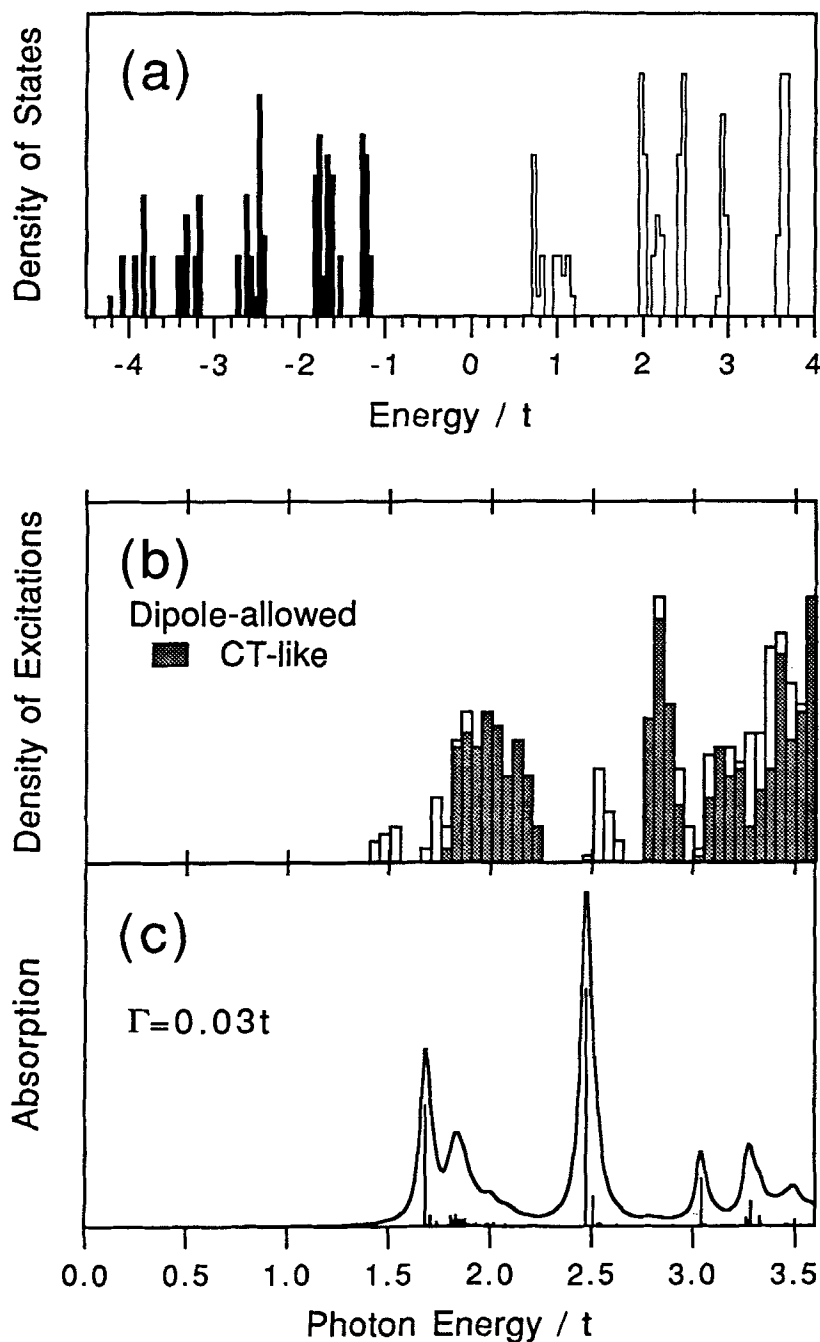 (a)
Density of States
-4 -3 -2 -1 0 1 2 3 4
Energy / t
(b)
Dipole-allowed
CT-like
Density of Excitations
(c)
Γ=0.03t
Absorption
0.0 0.5 1.0 1.5 2.0 2.5 3.0 3.5
Photon Energy / t